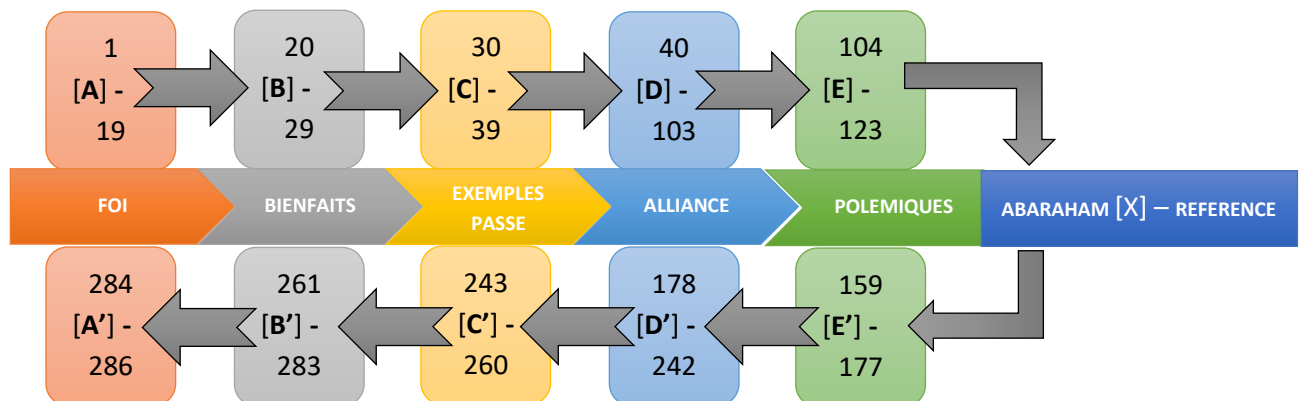 1
[A] -
19
20
[B] -
29
30
[C] -
39
40
[D] -
103
104
[E] -
123
FOI
BIENFAITS
EXEMPLES
PASSE
ALLIANCE
POLEMIQUES
ABARAHAM [X] – REFERENCE
284
[A’] -
286
261
[B’] -
283
243
[C’] -
260
178
[D’] -
242
159
[E’] -
177